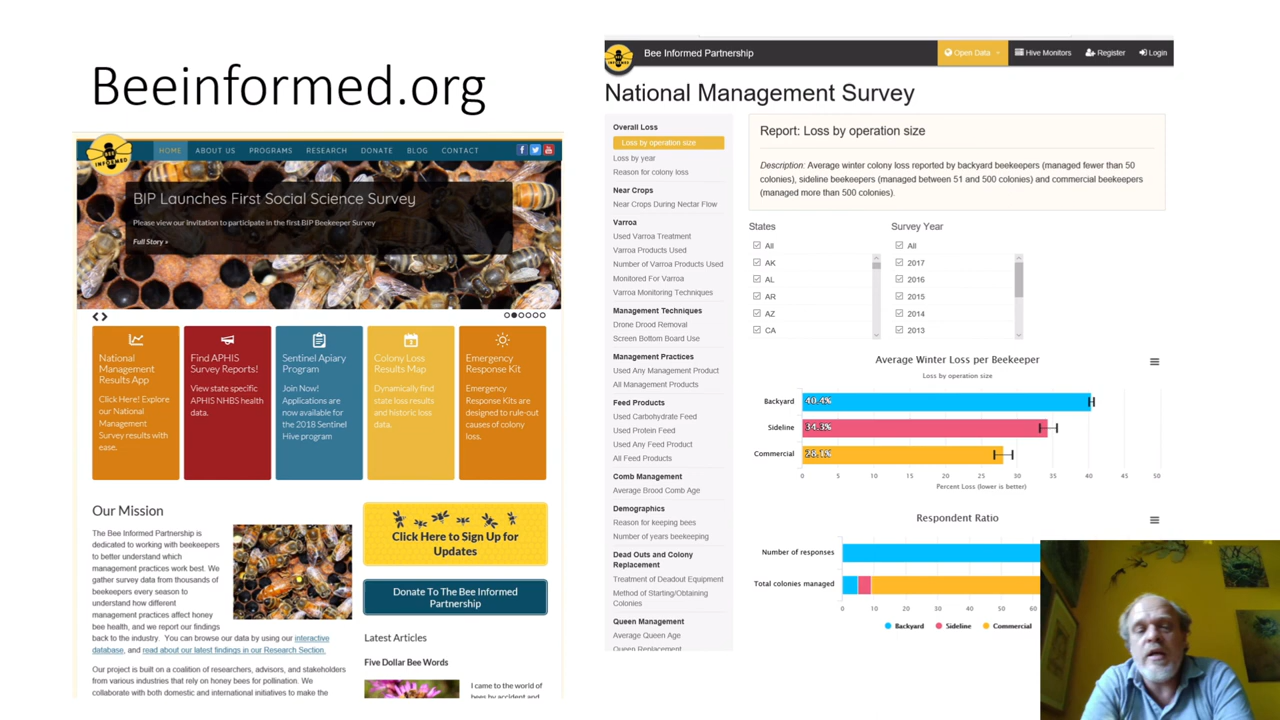 Beeinformed.org
BEE INFORMED
HOME ABOUT US PROGRAMS RESEARCH DONATE BLOG CONTACT
BIP Launches First Social Science Survey
Please view our Invitation to participate in the first BIP Beekeeper Survey
Full Story »
National
Management
Results App
Click Here! Explore
our National
Management
Survey results with
ease.
Find APHIS
Survey Reports!
View state specific
APHIS NHBS health
data.
Sentinel Apiary
Program
Join Now!
Applications are
now available for
the 2018 Sentinel
Hive program
Colony Loss
Results Map
Dynamically find
state loss results
and historic loss
data.
Emergency
Response Kit
Emergency
Response Kits are
designed to rule-out
causes of colony
loss.
Our Mission
The Bee Informed Partnership is
dedicated to working with beekeepers
to better understand which
management practices work best. We
gather survey data from thousands of
beekeepers every season to
understand how different
management practices affect honey
bee health, and we report our findings
back to the industry. You can browse our data by using our interactive
database, and read about our latest findings in our Research Section.
Our project is built on a coalition of researchers, advisors, and stakeholders
from various industries that rely on honey bees for pollination. We
collaborate with both domestic and international initiatives to make the
Click Here to Sign Up for
Updates
Donate To The Bee Informed
Partnership
Latest Articles
Five Dollar Bee Words
I came to the world of
bees by accident and
Bee Informed Partnership
Open Data Hive Monitors Register Login
National Management Survey
Overall Loss
Loss by operation size
Loss by year
Reason for colony loss
Near Crops
Near Crops During Nectar Flow
Varroa
Used Varroa Treatment
Varroa Products Used
Number of Varroa Products Used
Monitored For Varroa
Varroa Monitoring Techniques
Management Techniques
Drone Drood Removal
Screen Bottom Board Use
Management Practices
Used Any Management Product
All Management Practices
Feed Products
Used Carbohydrate Feed
Used Protein Feed
Used Any Feed Product
All Feed Products
Comb Management
Average Brood Comb Age
Demographics
Reason for keeping bees
Number of years beekeeping
Dead Outs and Colony
Replacement
Treatment of Deadout Equipment
Method of Starting/Obtaining
Colonies
Queen Management
Average Queen Age
Queen Replacement
Report: Loss by operation size
Description: Average winter colony loss reported by backyard beekeepers (managed fewer than 50
colonies), sideline beekeepers (managed between 51 and 500 colonies) and commercial beekeepers
(managed more than 500 colonies).
States
All
AK
AL
AR
AZ
CA
Survey Year
All
2017
2016
2015
2014
2013
Average Winter Loss per Beekeeper
Loss by operation size
Backyard 40.4%
Sideline 34.3%
Commercial 28.1%
0 5 10 15 20 25 30 35 40 45 50
Percent Loss (lower is better)
Respondent Ratio
Number of responses
Total colonies managed
0 10 20 30 40 50 60
Backyard Sideline Commercial